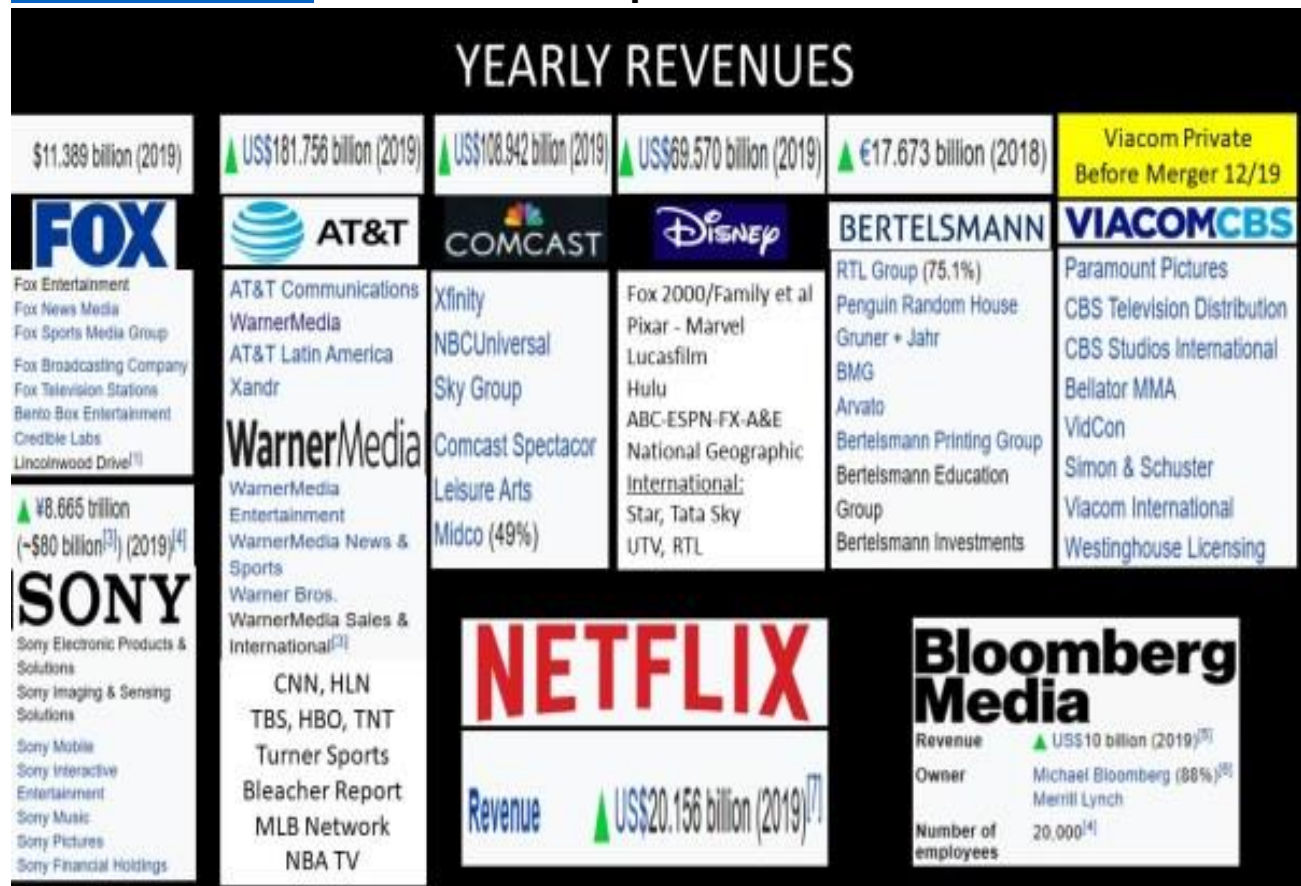 YEARLY REVENUES
$11.389 billion (2019)
FOX
Fox Entertainment
Fox News Media
Fox Sports Media Group
Fox Broadcasting Company
Fox Television Stations
Bento Box Entertainment
Credible Labs
Lincolnwood Drive[1]
▲ ¥8.665 trillion
(~$80 billion[3]) (2019)[4]
SONY
Sony Electronic Products &
Solutions
Sony Imaging & Sensing
Solutions
Sony Mobile
Sony Interactive
Entertainment
Sony Music
Sony Pictures
Sony Financial Holdings
▲ US$181.756 billion (2019)
AT&T
AT&T Communications
WarnerMedia
AT&T Latin America
Xandr
WarnerMedia
WarnerMedia
Entertainment
WarnerMedia News &
Sports
Warner Bros.
WarnerMedia Sales &
International[3]
CNN, HLN
TBS, HBO, TNT
Turner Sports
Bleacher Report
MLB Network
NBA TV
▲ US$108.942 billion (2019)
COMCAST
Xfinity
NBCUniversal
Sky Group
Comcast Spectacor
Leisure Arts
Midco (49%)
▲ US$69.570 billion (2019)
Disney
Fox 2000/Family et al
Pixar - Marvel
Lucasfilm
Hulu
ABC-ESPN-FX-A&E
National Geographic
International:
Star, Tata Sky
UTV, RTL
▲ €17.673 billion (2018)
BERTELSMANN
RTL Group (75.1%)
Penguin Random House
Gruner + Jahr
BMG
Arvato
Bertelsmann Printing Group
Bertelsmann Education
Group
Bertelsmann Investments
Viacom Private
Before Merger 12/19
VIACOMCBS
Paramount Pictures
CBS Television Distribution
CBS Studios International
Bellator MMA
VidCon
Simon & Schuster
Viacom International
Westinghouse Licensing
NETFLIX
Revenue ▲ US$20.156 billion (2019)[7]
Bloomberg
Media
Revenue ▲ US$10 billion (2019)[5]
Owner Michael Bloomberg (88%)[6]
Merrill Lynch
Number of employees 20,000[4]